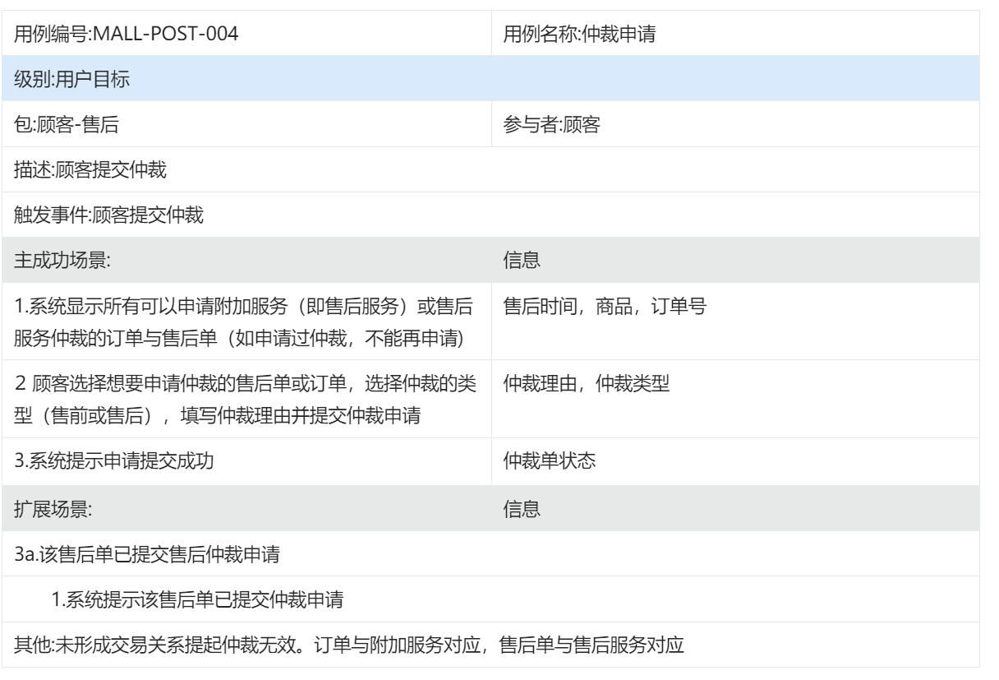 用例编号:MALL-POST-004
用例名称:仲裁申请
级别:用户目标
包:顾客-售后
参与者:顾客
描述:顾客提交仲裁
触发事件:顾客提交仲裁
主成功场景:
信息
1.系统显示所有可以申请附加服务（即售后服务）或售后
服务仲裁的订单与售后单（如申请过仲裁，不能再申请)
售后时间，商品，订单号
2 顾客选择想要申请仲裁的售后单或订单，选择仲裁的类
型（售前或售后），填写仲裁理由并提交仲裁申请
仲裁理由，仲裁类型
3.系统提示申请提交成功
仲裁单状态
扩展场景:
信息
3a.该售后单已提交售后仲裁申请
1.系统提示该售后单已提交仲裁申请
其他:未形成交易关系提起仲裁无效。订单与附加服务对应，售后单与售后服务对应